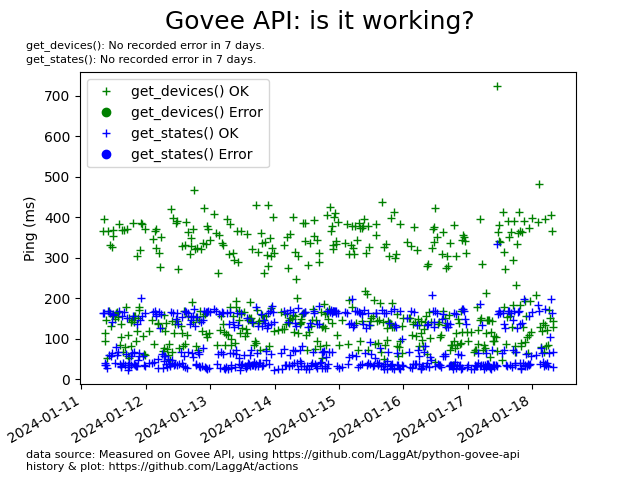 Govee API: is it working?
get_devices(): No recorded error in 7 days.
get_states(): No recorded error in 7 days.
get_devices() OK
get_devices() Error
get_states() OK
get_states() Error
Ping (ms)
700
600
500
400
300
200
100
0
2024-01-11
2024-01-12
2024-01-13
2024-01-14
2024-01-15
2024-01-16
2024-01-17
2024-01-18
data source: Measured on Govee API, using https://github.com/LaggAt/python-govee-api
history & plot: https://github.com/LaggAt/actions